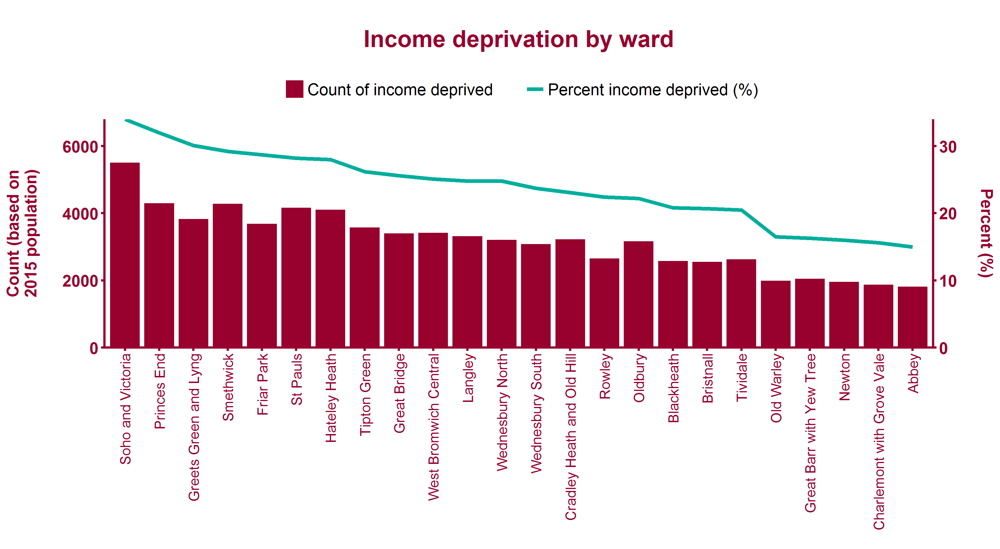 Income deprivation by ward
Count of income deprived
Percent income deprived (%)
Count (based on
2015 population)
6000
4000
2000
0
30
20
10
0
Percent (%)
Soho and Victoria
Princes End
Greets Green and Lyng
Smethwick
Friar Park
St Pauls
Hateley Heath
Tipton Green
Great Bridge
West Bromwich Central
Langley
Wednesbury North
Wednesbury South
Cradley Heath and Old Hill
Rowley
Oldbury
Blackheath
Bristnall
Tividale
Old Warley
Great Barr with Yew Tree
Newton
Charlemont with Grove Vale
Abbey